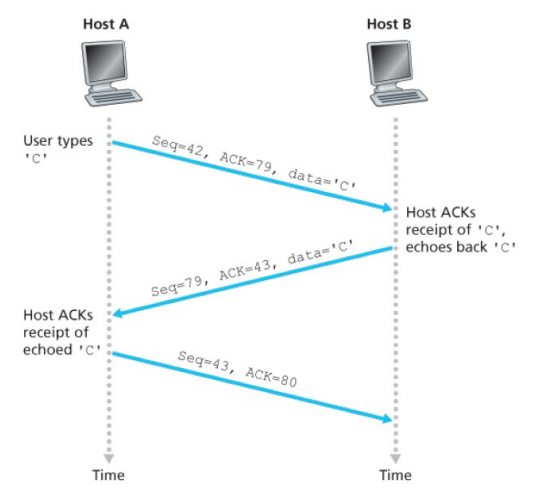 Host A
Host B
User types
'C'
Seq=42, ACK=79, data='C'
Host ACKs
receipt of 'C',
echoes back 'C'
Seq=79, ACK=43, data='C'
Host ACKs
receipt of
echoed 'C'
Seq=43, ACK=80
Time
Time